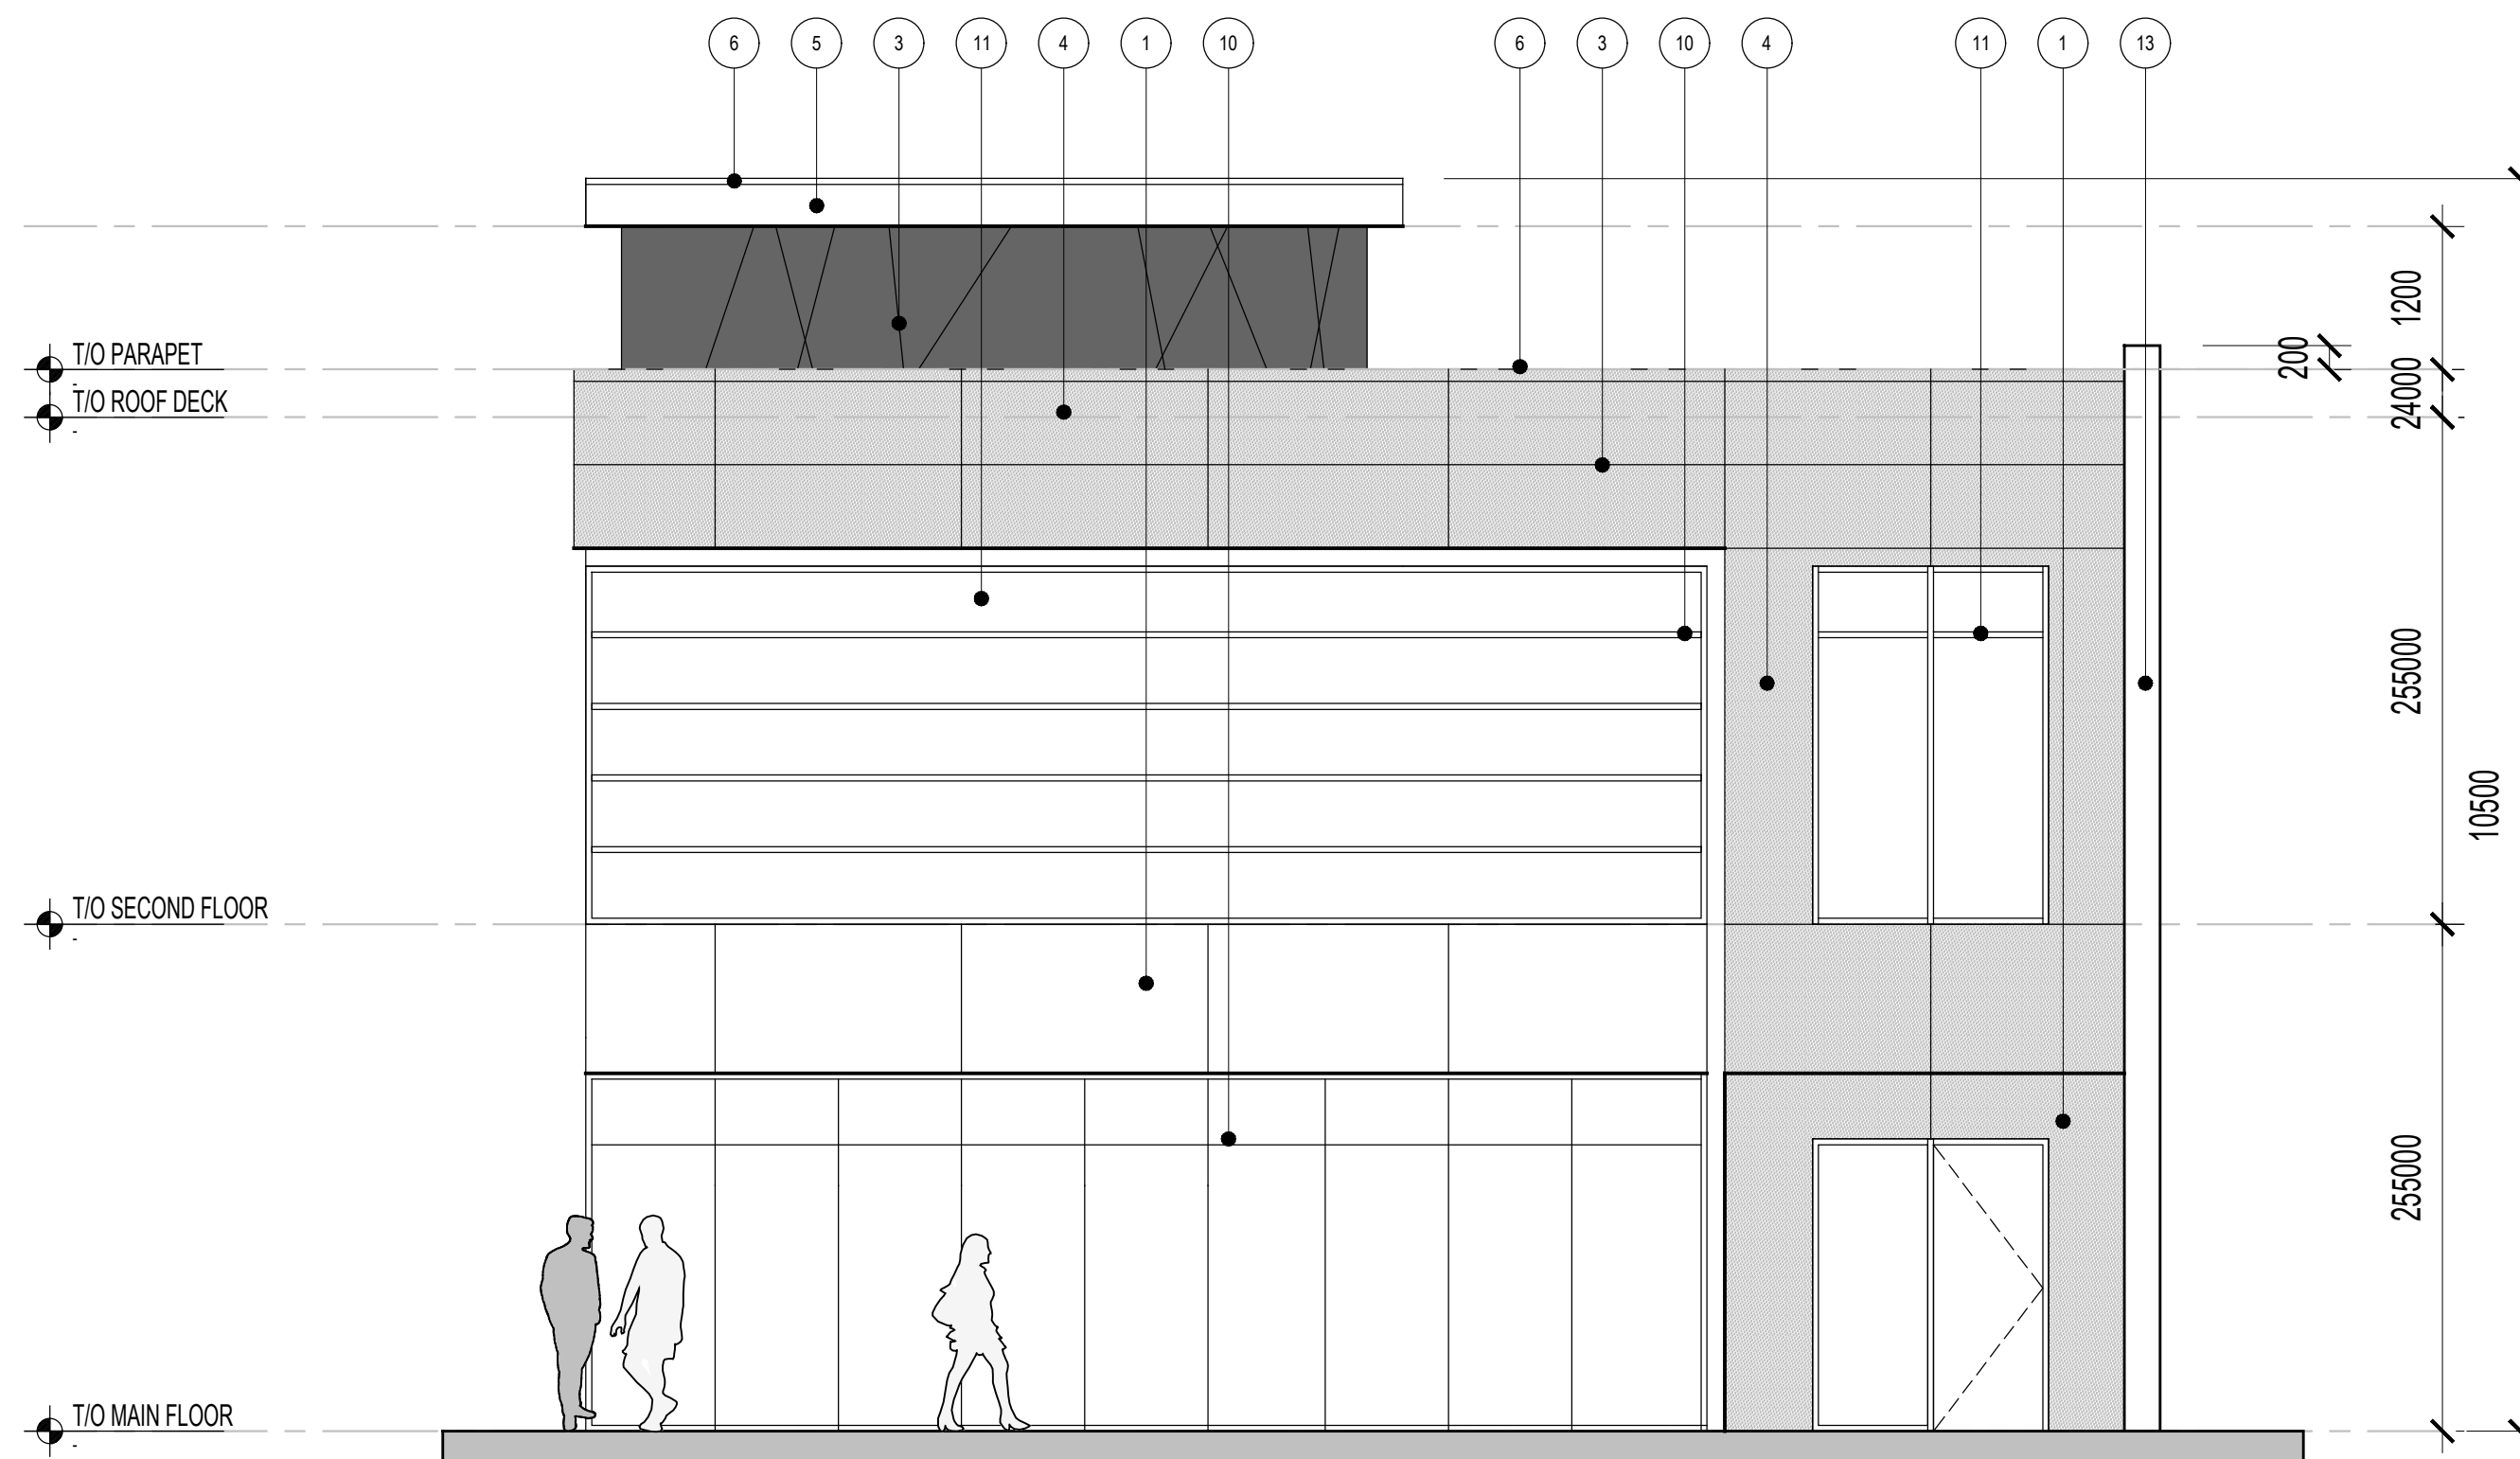 6 5 3 11 4 1 10 6 3 10 4 11 1 13
1200
T/O PARAPET
-
200
T/O ROOF DECK
-
24000
255000
10500
T/O SECOND FLOOR
-
255000
T/O MAIN FLOOR
-